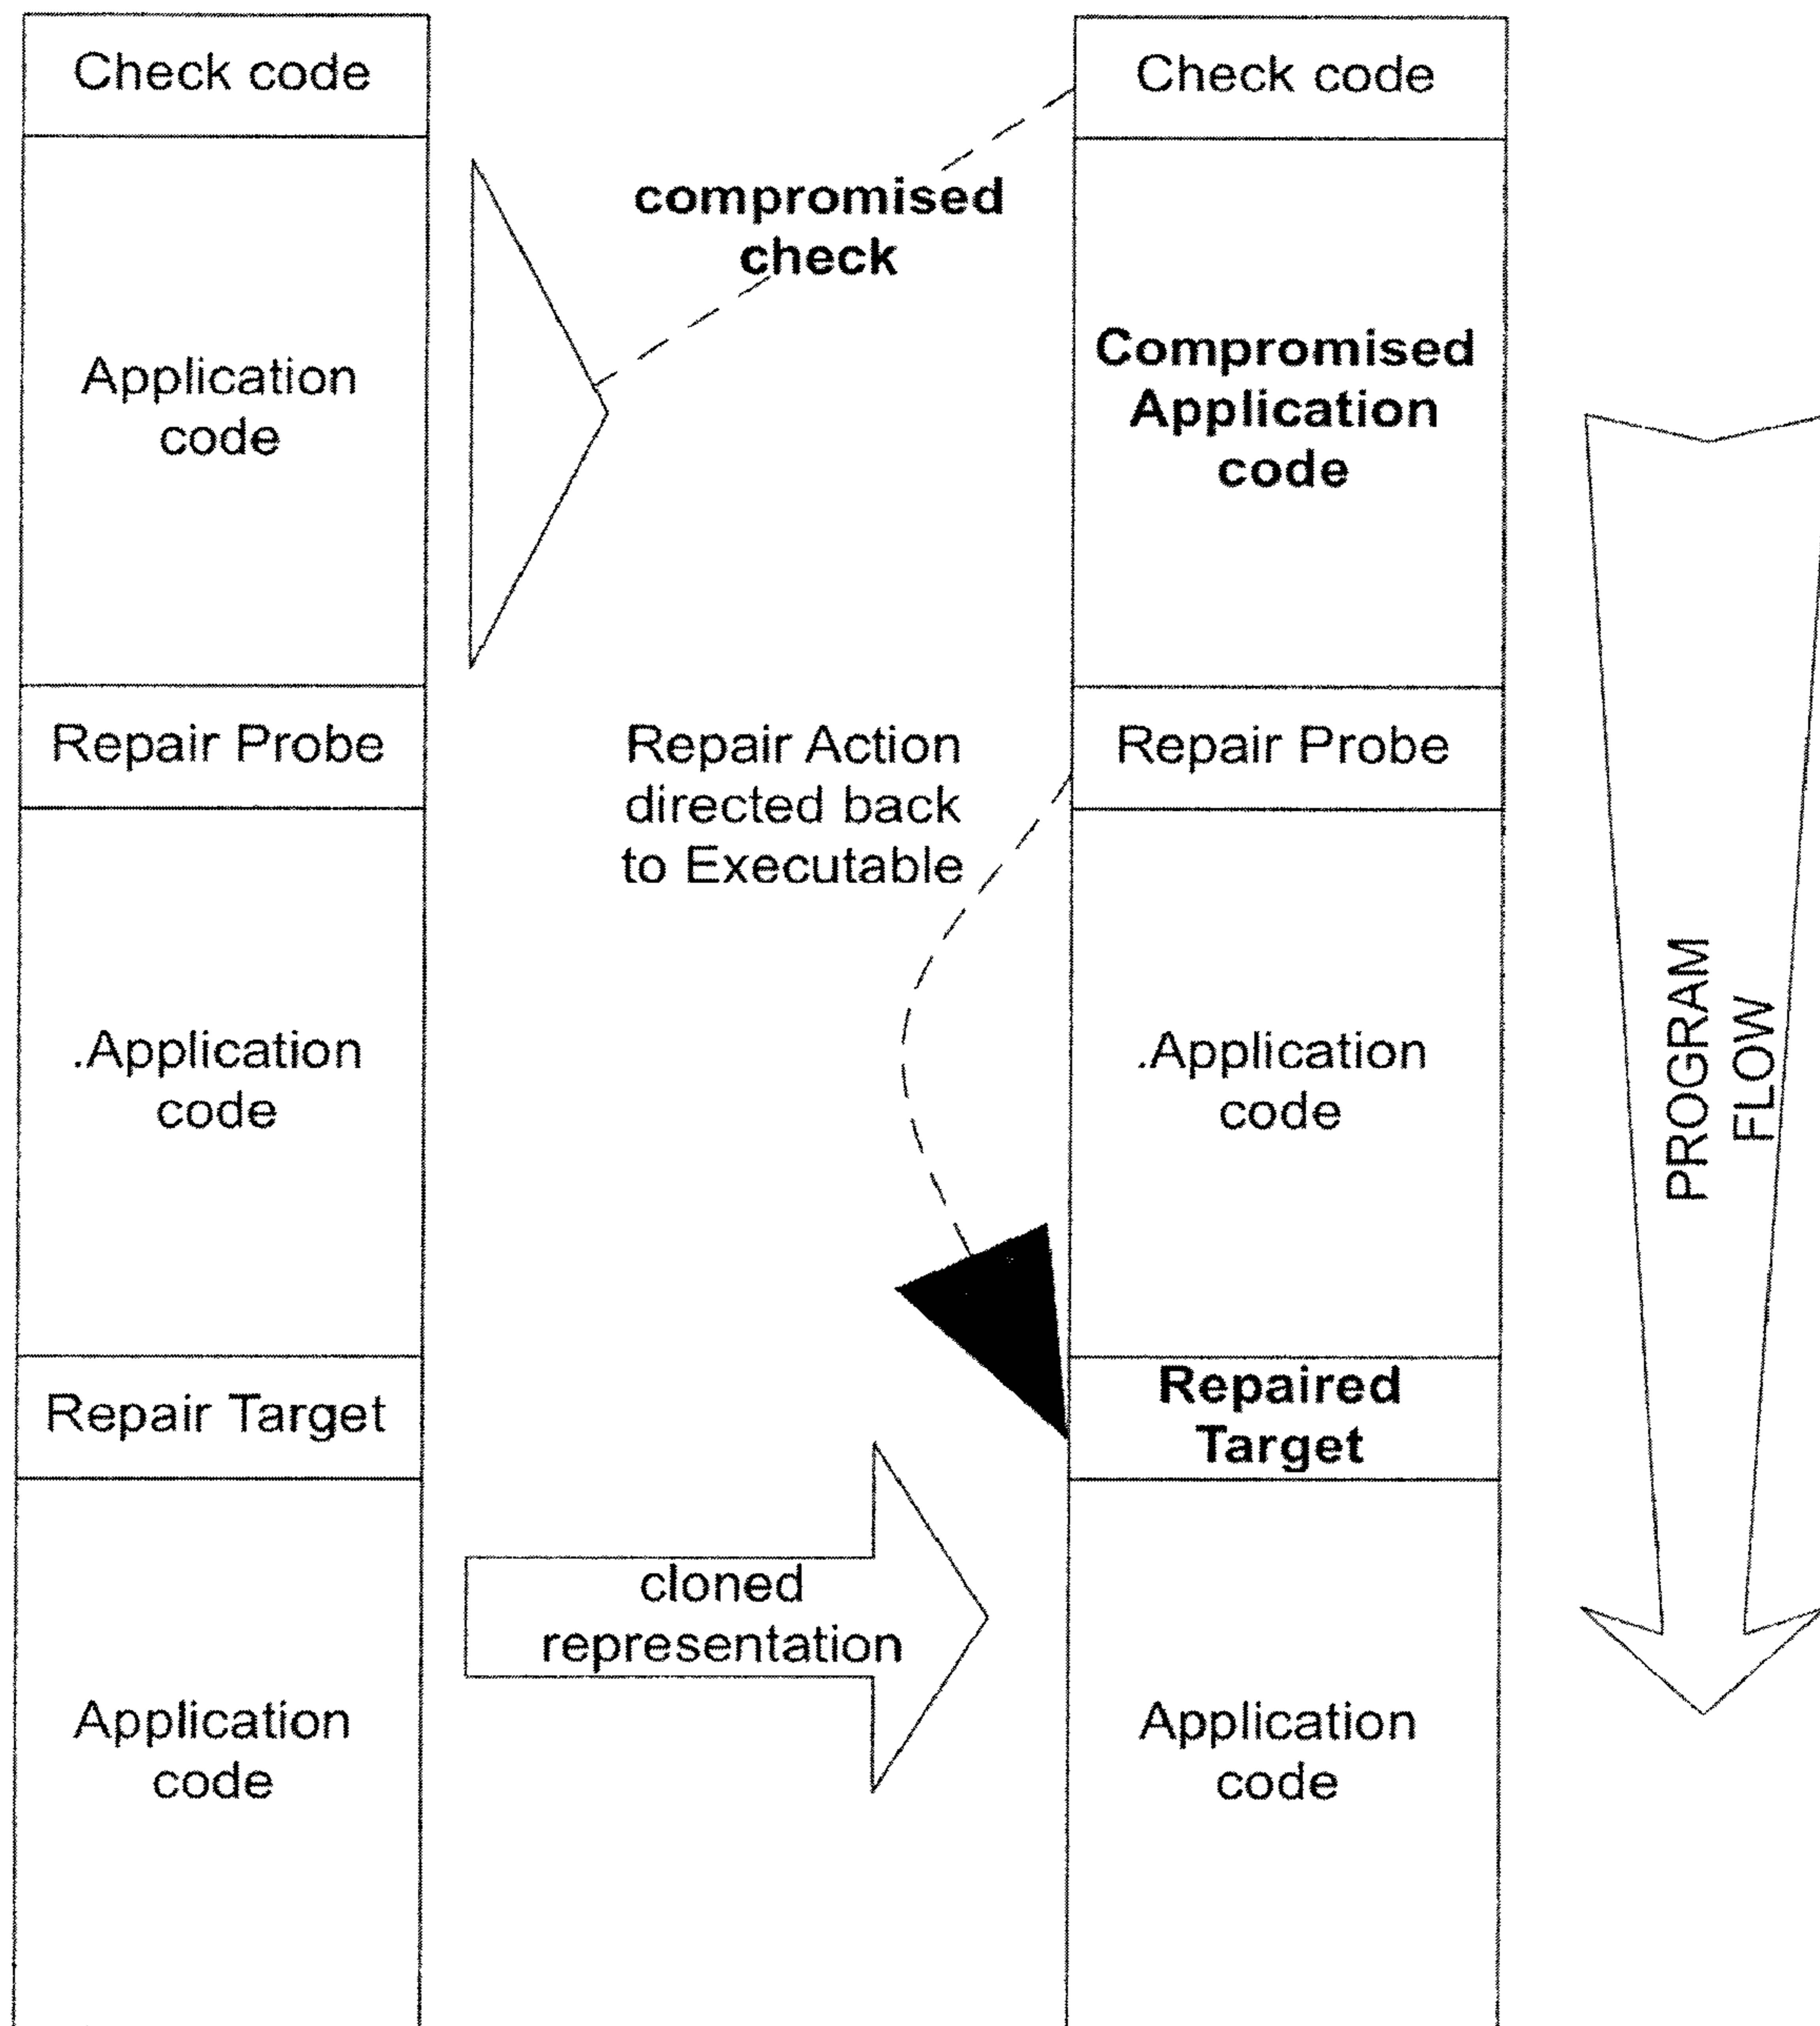 Check code
Application
code
Repair Probe
.Application
code
Repair Target
Application
code
compromised
check
Repair Action
directed back
to Executable
cloned
representation
Check code
Compromised
Application
code
Repair Probe
.Application
code
Repaired
Target
Application
code
PROGRAM
FLOW